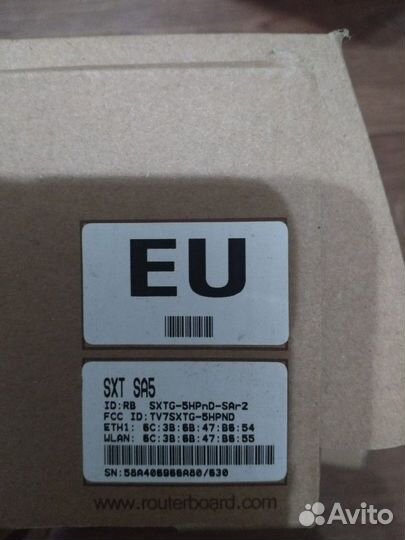 EU
SXT SA5
ID:RB SXTG-5HPnD-SAr2
FCC ID:TV7SXTG-5HPND
ETH1: 6C:3B:6B:47:B6:54
WLAN: 6C:3B:6B:47:B6:55
SN:58A406966A80/630
www.routerboard.com
Avito